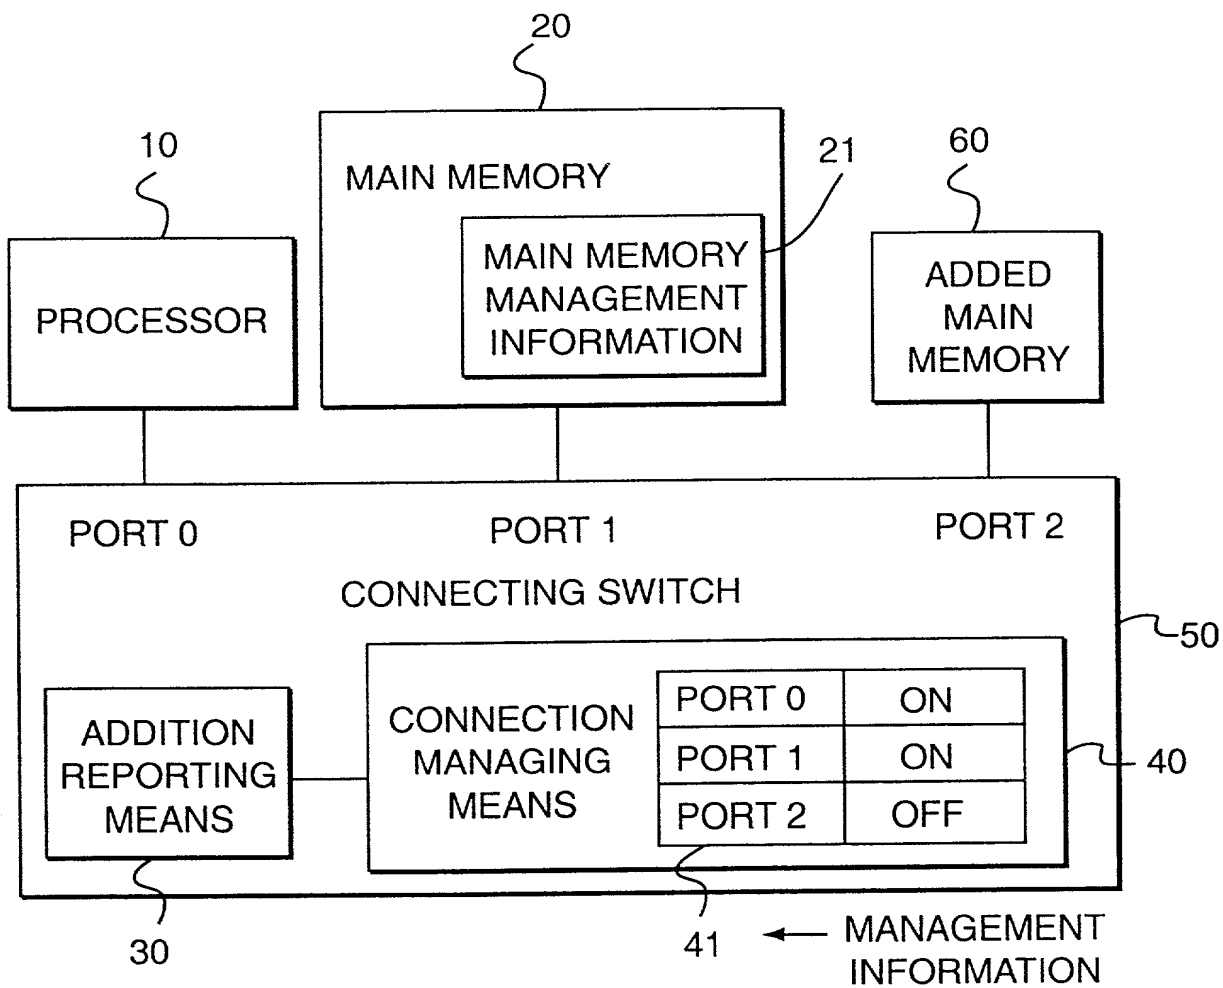 20
10
MAIN MEMORY
21
60
MAIN MEMORY
MANAGEMENT
INFORMATION
PROCESSOR
ADDED
MAIN
MEMORY
PORT 0
PORT 1
PORT 2
CONNECTING SWITCH
50
ADDITION
REPORTING
MEANS
CONNECTION
MANAGING
MEANS
PORT 0 ON
PORT 1 ON
PORT 2 OFF
40
30
41
MANAGEMENT
INFORMATION